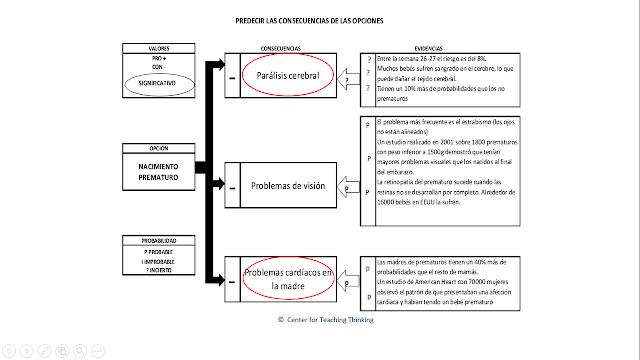 PREDECIR LAS CONSECUENCIAS DE LAS OPCIONES
VALORES
PRO +
CON -
SIGNIFICATIVO
OPCIÓN
NACIMIENTO
PREMATURO
PROBABILIDAD
P PROBABLE
I IMPROBABLE
? INCIERTO
CONSECUENCIAS
-
Parálisis cerebral
?
-
Problemas de visión
P
-
Problemas cardíacos en
la madre
P
EVIDENCIAS
? Entre la semana 26-27 el riesgo es del 8%.
? Muchos bebés sufren sangrado en el cerebro, lo que
puede dañar el tejido cerebral.
? Tienen un 10% más de probabilidades que los no
prematuros
P El problema más frecuente es el estrabismo (los ojos
no están alineados)
P Un estudio realizado en 2001 sobre 1800 prematuros
con peso inferior a 1500g demostró que tenían
mayores problemas visuales que los nacidos al final
del embarazo.
P La retinopatía del prematuro sucede cuando las
retinas no se desarrollan por completo. Alrededor de
16000 bebés en EEUU la sufren.
P Las madres de prematuros tienen un 40% más de
probabilidades que el resto de mamás.
P Un estudio de American Heart con 70000 mujeres
observó el patrón de que presentaban una afección
cardiaca y habían tenido un bebé prematuro
© Center for Teaching Thinking